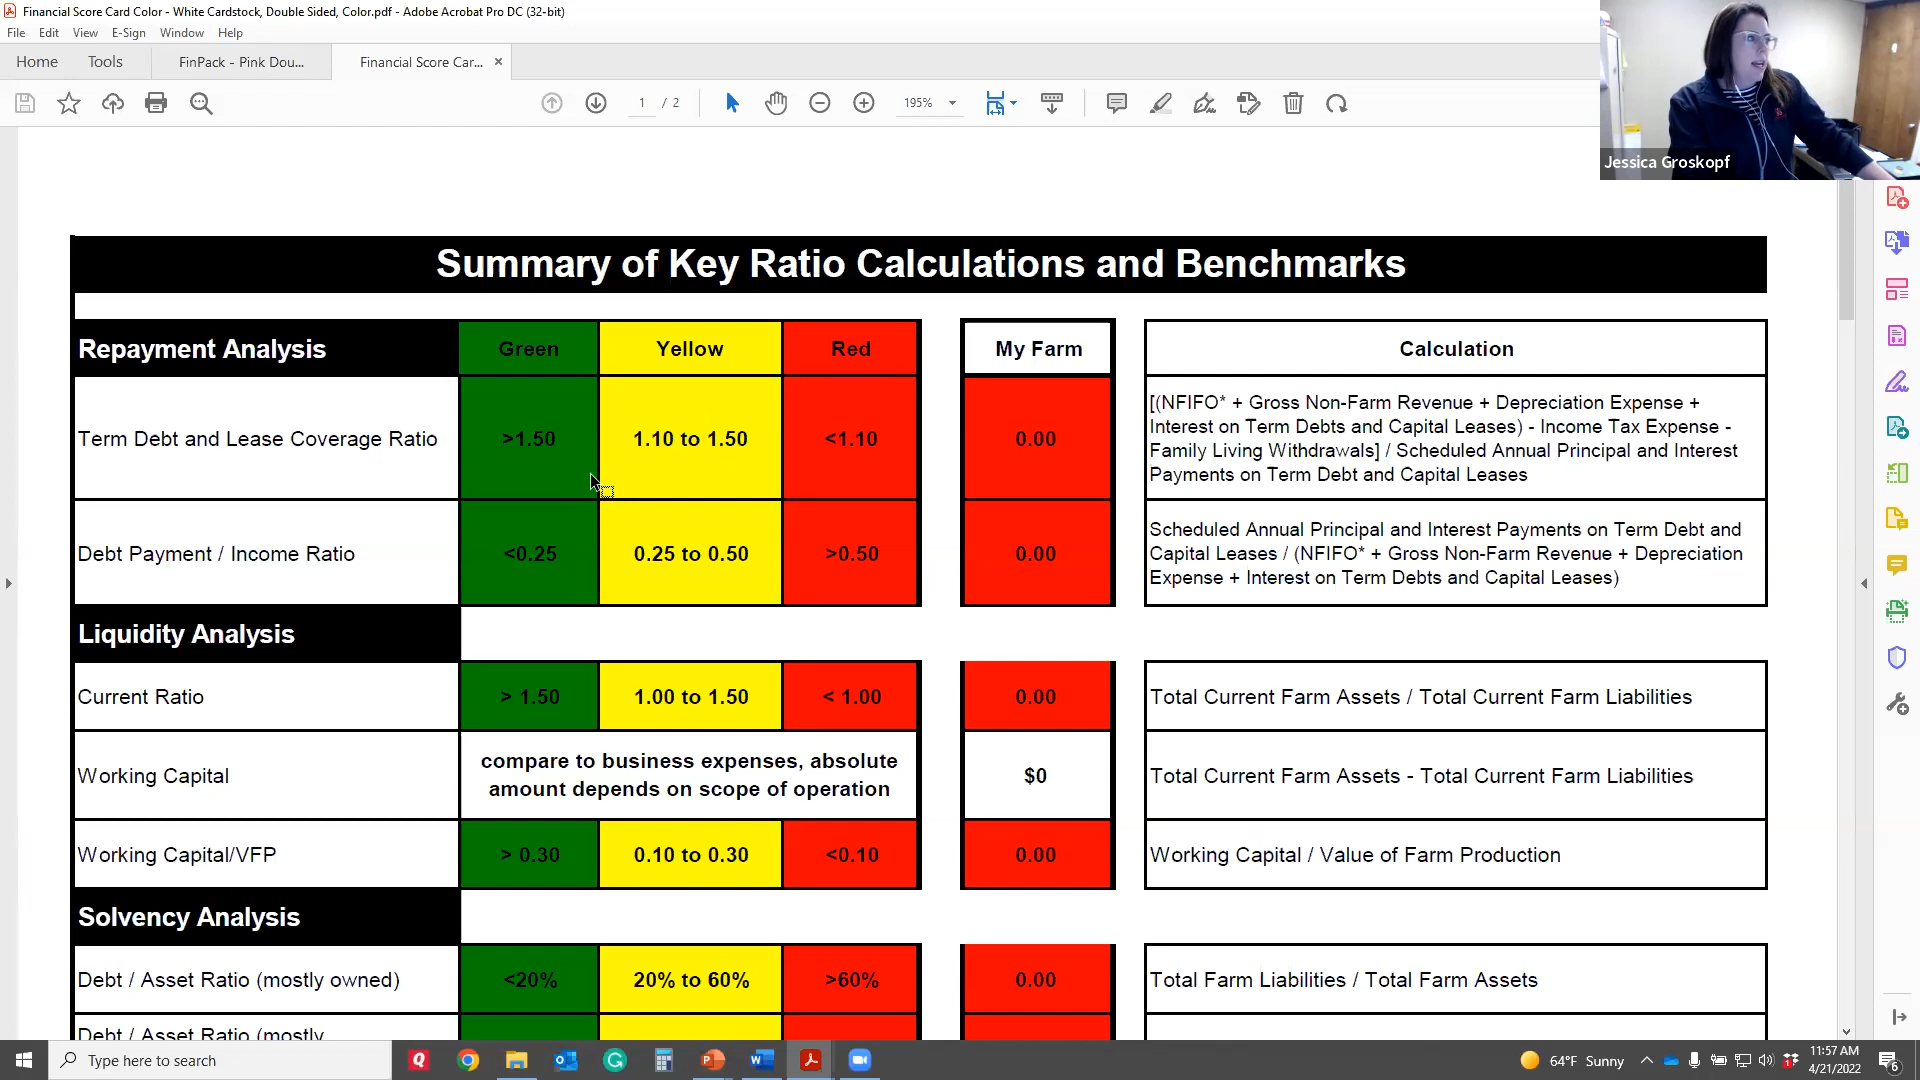 Financial Score Card Color - White Cardstock, Double Sided, Color.pdf - Adobe Acrobat Pro DC (32-bit)
File Edit View E-Sign Window Help
Home Tools FinPack - Pink Dou... Financial Score Car... ×
1 / 2 195%
Jessica Groskopf
Summary of Key Ratio Calculations and Benchmarks
Repayment Analysis Green Yellow Red My Farm Calculation
Term Debt and Lease Coverage Ratio >1.50 1.10 to 1.50 <1.10 0.00
[(NFIFO* + Gross Non-Farm Revenue + Depreciation Expense +
Interest on Term Debts and Capital Leases) - Income Tax Expense -
Family Living Withdrawals] / Scheduled Annual Principal and Interest
Payments on Term Debt and Capital Leases
Debt Payment / Income Ratio <0.25 0.25 to 0.50 >0.50 0.00
Scheduled Annual Principal and Interest Payments on Term Debt and
Capital Leases / (NFIFO* + Gross Non-Farm Revenue + Depreciation
Expense + Interest on Term Debts and Capital Leases)
Liquidity Analysis
Current Ratio > 1.50 1.00 to 1.50 < 1.00 0.00 Total Current Farm Assets / Total Current Farm Liabilities
Working Capital
compare to business expenses, absolute
amount depends on scope of operation
$0 Total Current Farm Assets - Total Current Farm Liabilities
Working Capital/VFP > 0.30 0.10 to 0.30 <0.10 0.00 Working Capital / Value of Farm Production
Solvency Analysis
Debt / Asset Ratio (mostly owned) <20% 20% to 60% >60% 0.00 Total Farm Liabilities / Total Farm Assets
Debt / Asset Ratio (mostly
Type here to search
64°F Sunny
11:57 AM
4/21/2022
6